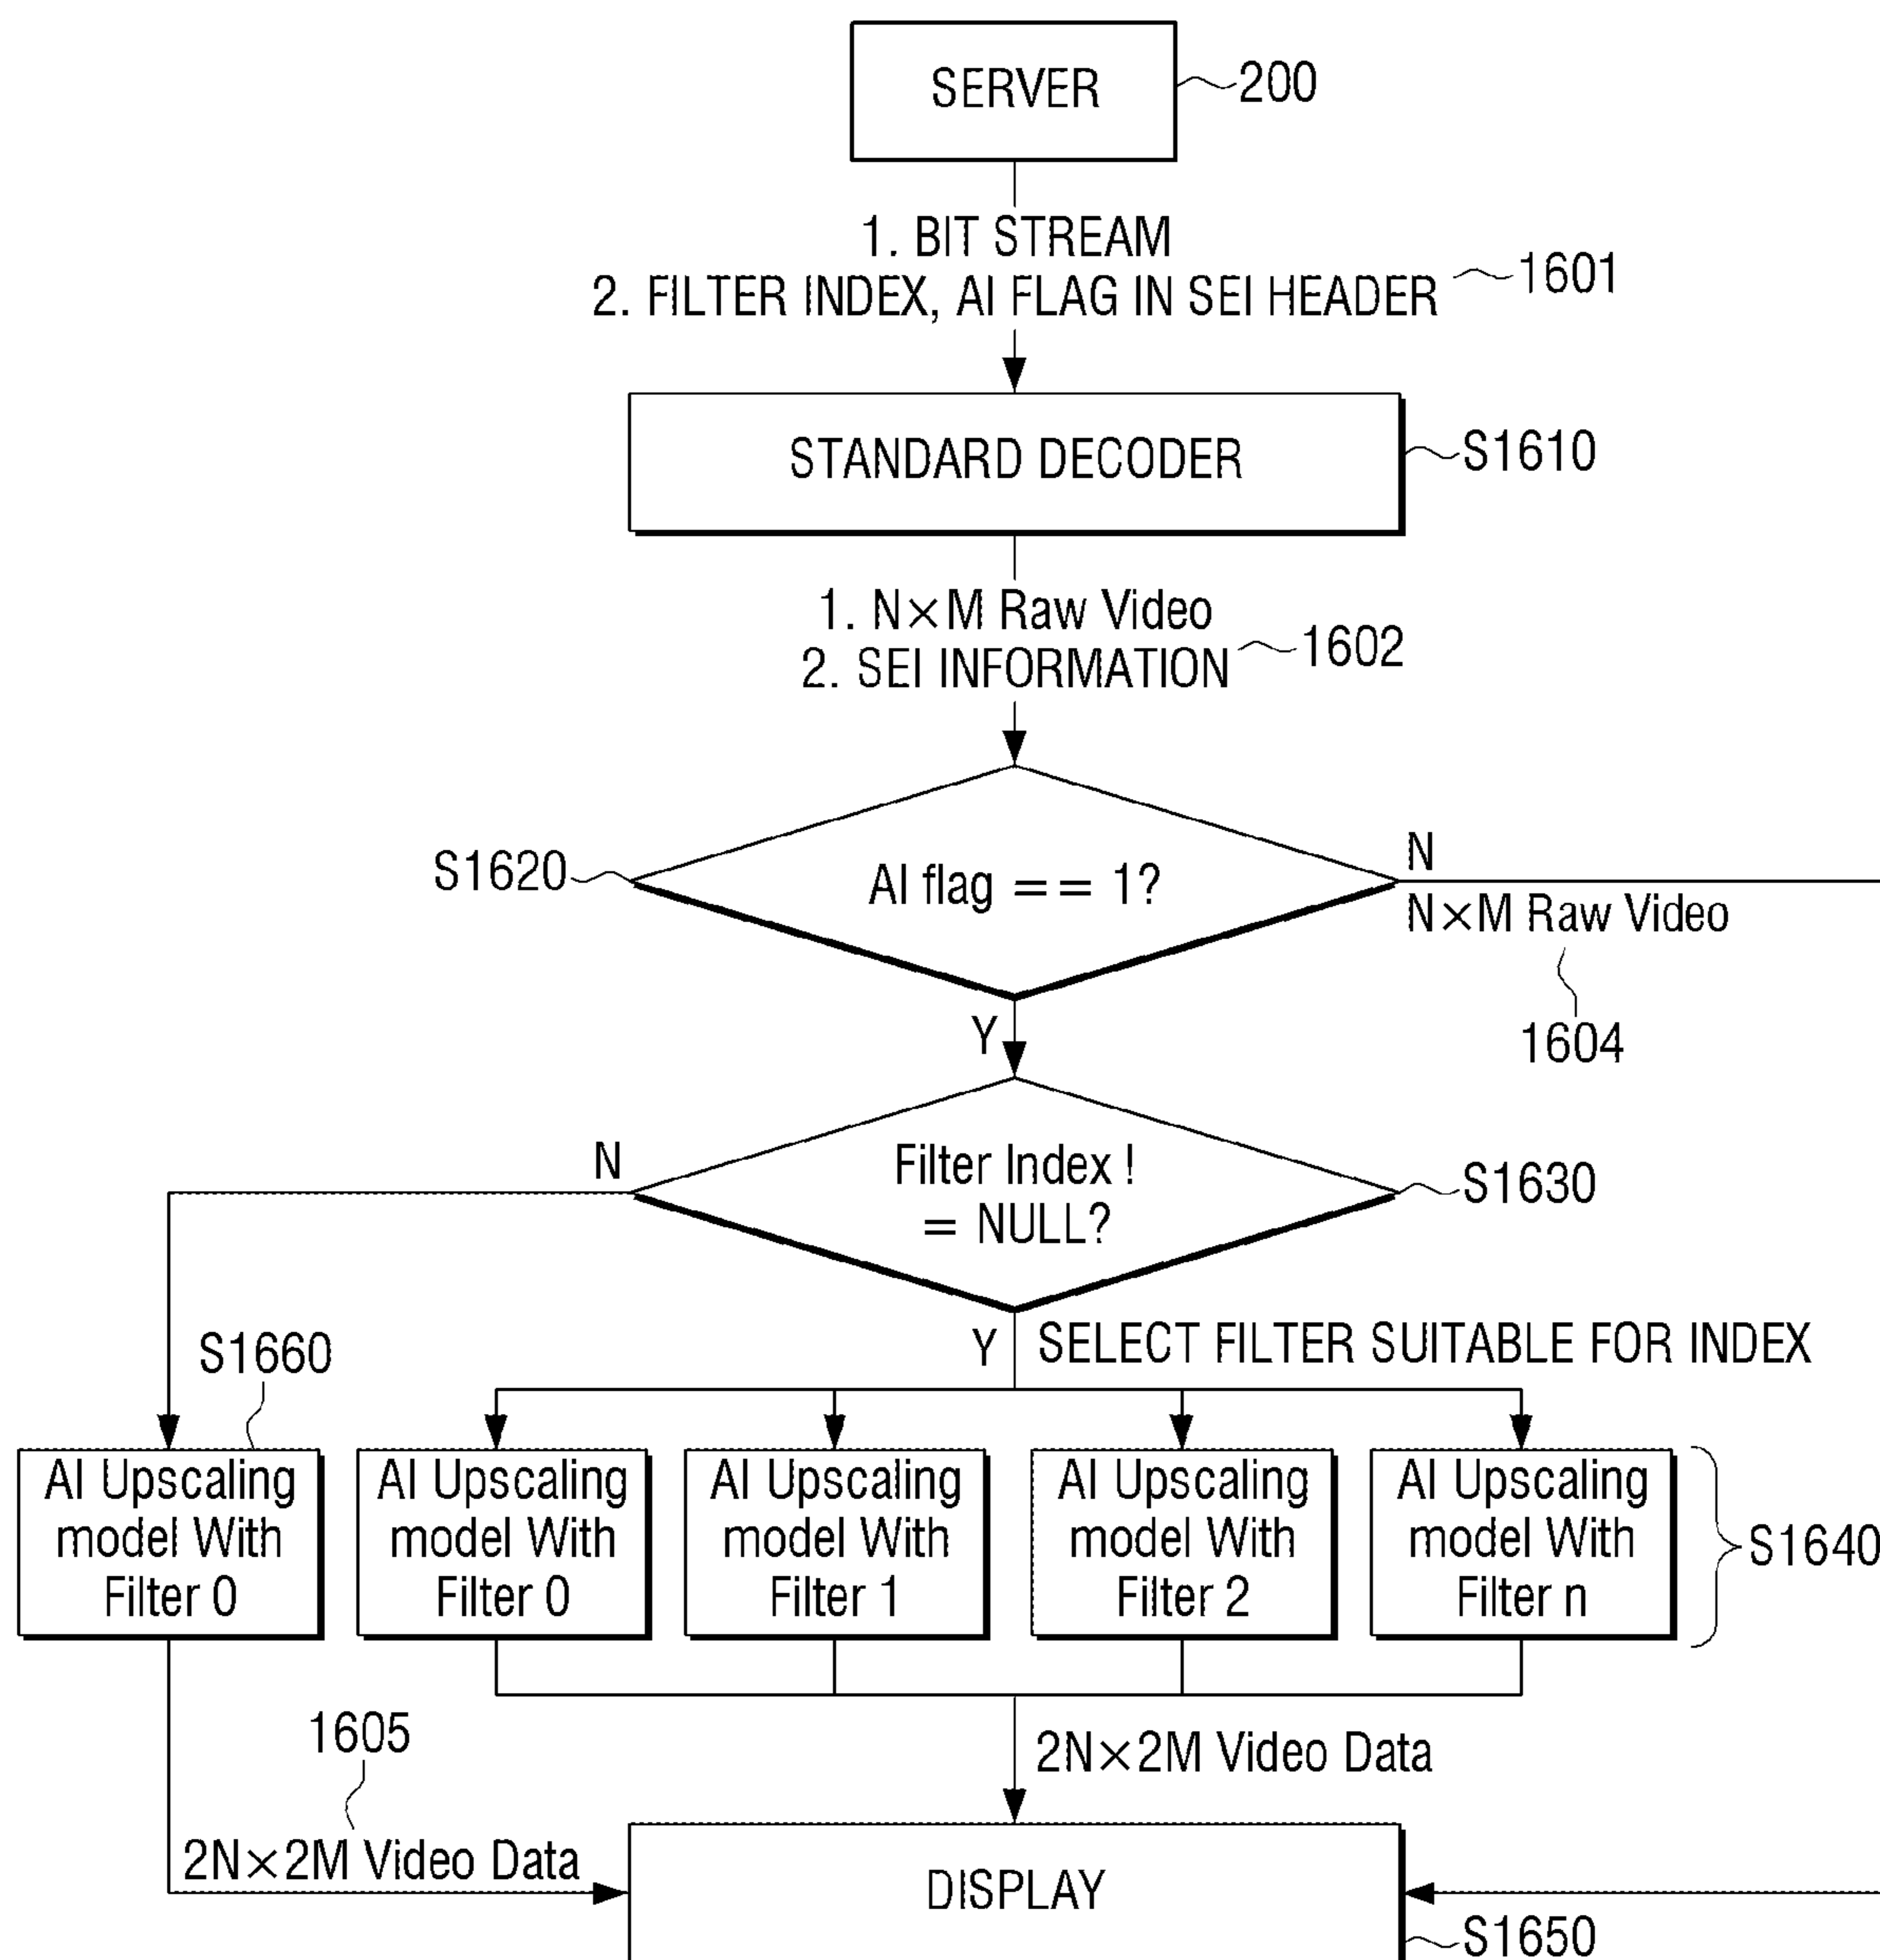 SERVER
200
1. BIT STREAM
2. FILTER INDEX, AI FLAG IN SEI HEADER
1601
STANDARD DECODER
S1610
1. N×M Raw Video
2. SEI INFORMATION
1602
S1620
AI flag == 1?
N
N×M Raw Video
1604
Y
N
Filter Index !
= NULL?
S1630
Y
SELECT FILTER SUITABLE FOR INDEX
S1660
AI Upscaling
model With
Filter 0
AI Upscaling
model With
Filter 0
AI Upscaling
model With
Filter 1
AI Upscaling
model With
Filter 2
AI Upscaling
model With
Filter n
S1640
1605
2N×2M Video Data
2N×2M Video Data
DISPLAY
S1650